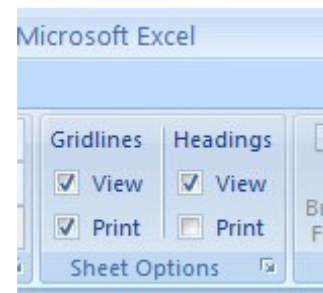 Microsoft Excel
Gridlines Headings
View View
Print Print
Sheet Options